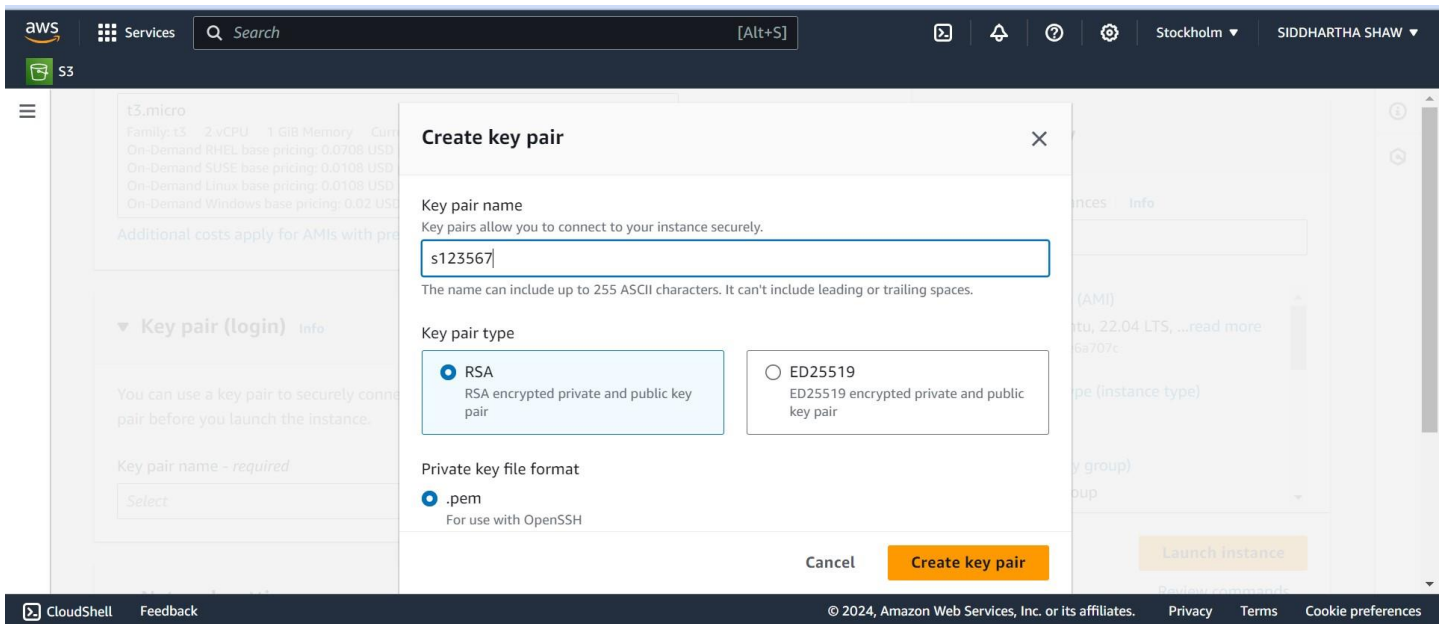 aws
Services
Search
[Alt+S]
Stockholm ▼
SIDDHARTHA SHAW ▼
S3
t3.micro
Family: t3 2 vCPU 1 GiB Memory Curr
On-Demand RHEL base pricing: 0.0708 USD
On-Demand SUSE base pricing: 0.0108 USD
On-Demand Linux base pricing: 0.0108 USD
On-Demand Windows base pricing: 0.02 USD
Additional costs apply for AMIs with pre
▼ Key pair (login) Info
You can use a key pair to securely conne
pair before you launch the instance.
Key pair name - required
Select
Create key pair
Key pair name
Key pairs allow you to connect to your instance securely.
s123567
The name can include up to 255 ASCII characters. It can't include leading or trailing spaces.
Key pair type
RSA
RSA encrypted private and public key
pair
ED25519
ED25519 encrypted private and public
key pair
Private key file format
.pem
For use with OpenSSH
Cancel
Create key pair
nces Info
(AMI)
tu, 22.04 LTS, ...read more
6a707c
pe (instance type)
y group)
oup
Launch instance
Review commands
CloudShell
Feedback
© 2024, Amazon Web Services, Inc. or its affiliates.
Privacy
Terms
Cookie preferences